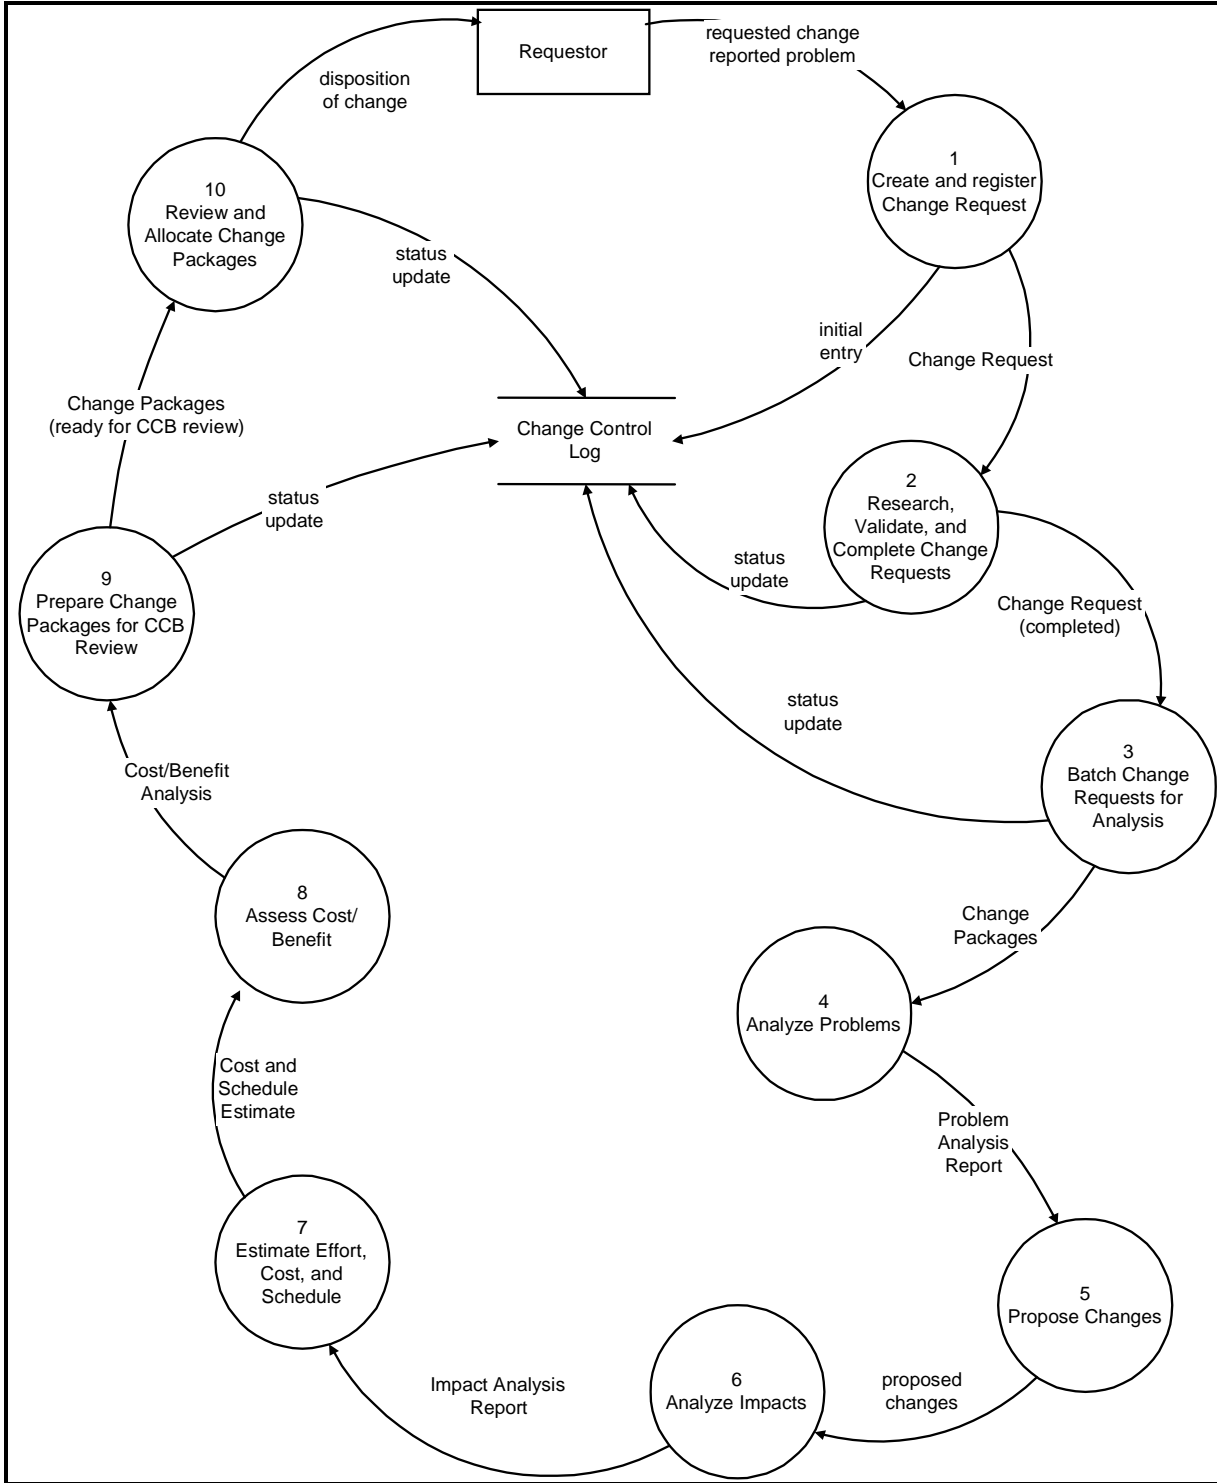 Requestor
requested change
reported problem
disposition
of change
1
Create and register
Change Request
10
Review and
Allocate Change
Packages
status
update
initial
entry
Change Request
Change Packages
(ready for CCB review)
Change Control
Log
2
Research,
Validate, and
Complete Change
Requests
status
update
status
update
9
Prepare Change
Packages for CCB
Review
Change Request
(completed)
status
update
3
Batch Change
Requests for
Analysis
Cost/Benefit
Analysis
8
Assess Cost/
Benefit
Change
Packages
4
Analyze Problems
Cost and
Schedule
Estimate
Problem
Analysis
Report
7
Estimate Effort,
Cost, and
Schedule
5
Propose Changes
6
Analyze Impacts
proposed
changes
Impact Analysis
Report